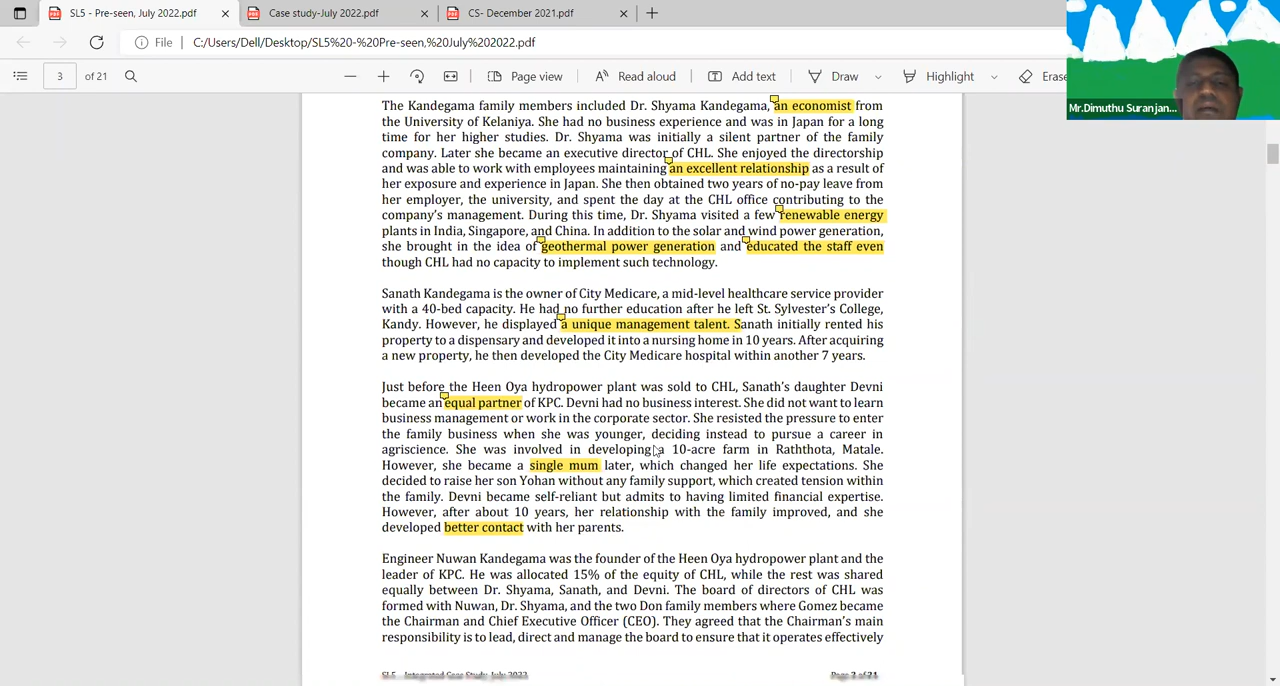 SL5 - Pre-seen, July 2022.pdf
Case study-July 2022.pdf
CS- December 2021.pdf
File
C:/Users/Dell/Desktop/SL5%20-%20Pre-seen,%20July%202022.pdf
3 of 21
Page view
Read aloud
Add text
Draw
Highlight
Erase
Mr.Dimuthu Suranjan...
The Kandegama family members included Dr. Shyama Kandegama, an economist from
the University of Kelaniya. She had no business experience and was in Japan for a long
time for her higher studies. Dr. Shyama was initially a silent partner of the family
company. Later she became an executive director of CHL. She enjoyed the directorship
and was able to work with employees maintaining an excellent relationship as a result of
her exposure and experience in Japan. She then obtained two years of no-pay leave from
her employer, the university, and spent the day at the CHL office contributing to the
company's management. During this time, Dr. Shyama visited a few renewable energy
plants in India, Singapore, and China. In addition to the solar and wind power generation,
she brought in the idea of geothermal power generation and educated the staff even
though CHL had no capacity to implement such technology.
Sanath Kandegama is the owner of City Medicare, a mid-level healthcare service provider
with a 40-bed capacity. He had no further education after he left St. Sylvester's College,
Kandy. However, he displayed a unique management talent. Sanath initially rented his
property to a dispensary and developed it into a nursing home in 10 years. After acquiring
a new property, he then developed the City Medicare hospital within another 7 years.
Just before the Heen Oya hydropower plant was sold to CHL, Sanath's daughter Devni
became an equal partner of KPC. Devni had no business interest. She did not want to learn
business management or work in the corporate sector. She resisted the pressure to enter
the family business when she was younger, deciding instead to pursue a career in
agriscience. She was involved in developing a 10-acre farm in Raththota, Matale.
However, she became a single mum later, which changed her life expectations. She
decided to raise her son Yohan without any family support, which created tension within
the family. Devni became self-reliant but admits to having limited financial expertise.
However, after about 10 years, her relationship with the family improved, and she
developed better contact with her parents.
Engineer Nuwan Kandegama was the founder of the Heen Oya hydropower plant and the
leader of KPC. He was allocated 15% of the equity of CHL, while the rest was shared
equally between Dr. Shyama, Sanath, and Devni. The board of directors of CHL was
formed with Nuwan, Dr. Shyama, and the two Don family members where Gomez became
the Chairman and Chief Executive Officer (CEO). They agreed that the Chairman's main
responsibility is to lead, direct and manage the board to ensure that it operates effectively
SL5 - Integrated Case Study, July 2022